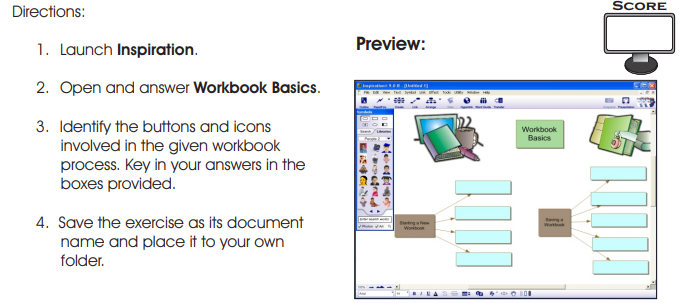 Directions:
SCORE
Preview:
1. Launch Inspiration.
2. Open and answer Workbook Basics.
3. Identify the buttons and icons
involved in the given workbook
process. Key in your answers in the
boxes provided.
4. Save the exercise as its document
name and place it to your own
folder.
Workbook
Basics
Starting a New
Workbook
Saving a
Workbook